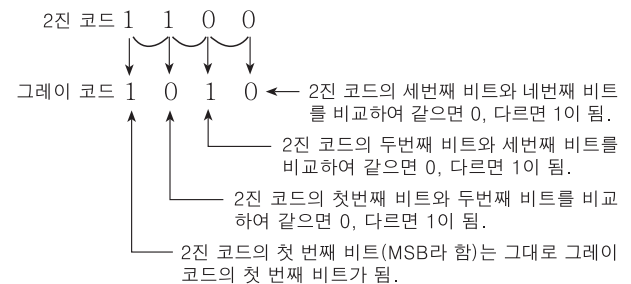 2진 코드 1 1 0 0
그레이 코드 1 0 1 0
2진 코드의 세번째 비트와 네번째 비트
를 비교하여 같으면 0, 다르면 1이 됨.
2진 코드의 두번째 비트와 세번째 비트를
비교하여 같으면 0, 다르면 1이 됨.
2진 코드의 첫번째 비트와 두번째 비트를 비교
하여 같으면 0, 다르면 1이 됨.
2진 코드의 첫 번째 비트(MSB라 함)는 그대로 그레이
코드의 첫 번째 비트가 됨.